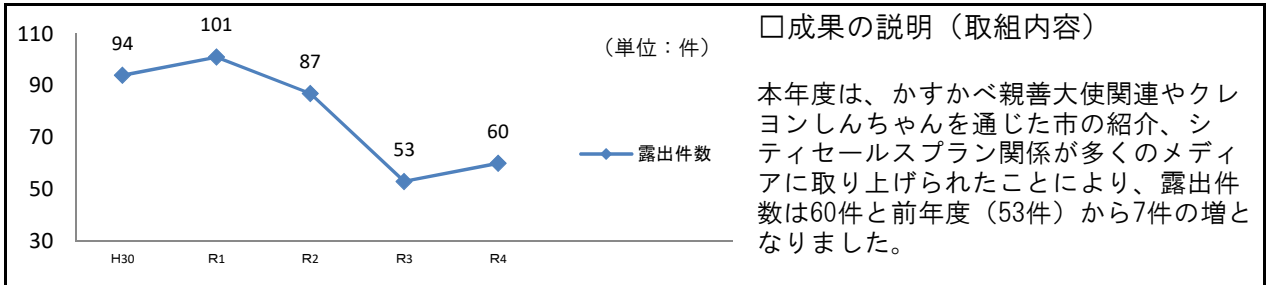 110
90
70
50
30
94
101
87
53
60
(単位:件)
露出件数
H30
R1
R2
R3
R4
□成果の説明(取組内容)
本年度は、かすかべ親善大使関連やクレ
ヨンしんちゃんを通じた市の紹介、シ
ティセールスプラン関係が多くのメディ
アに取り上げられたことにより、露出件
数は60件と前年度(53件)から7件の増と
なりました。